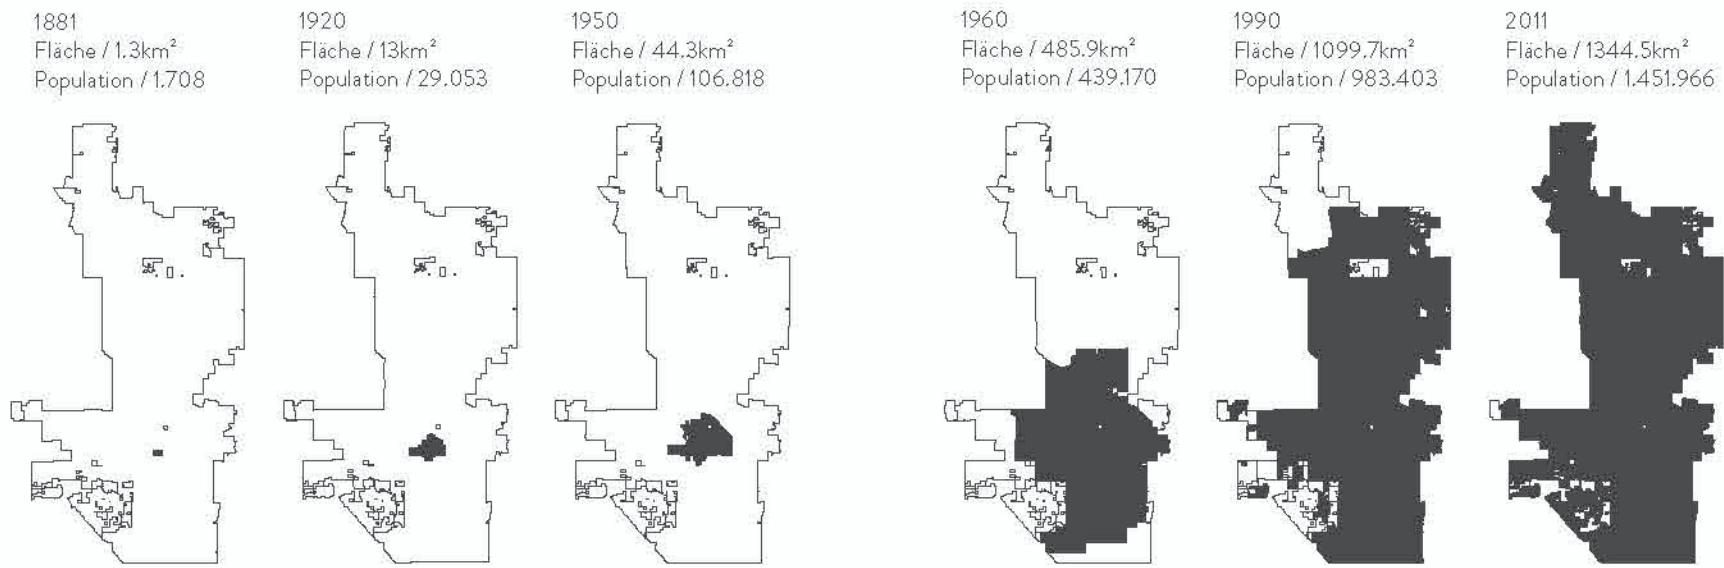 1881
Fläche / 1.3km²
Population / 1.708
1920
Fläche / 13km²
Population / 29.053
1950
Fläche / 44.3km²
Population / 106.818
1960
Fläche / 485.9km²
Population / 439.170
1990
Fläche / 1099.7km²
Population / 983.403
2011
Fläche / 1344.5km²
Population / 1.451.966